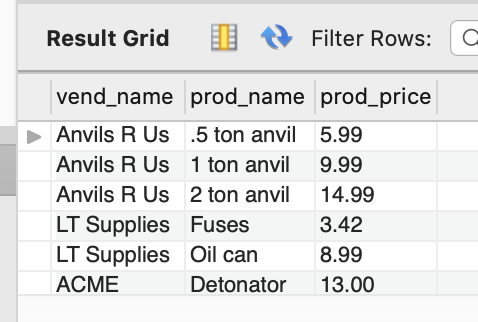 Result Grid Filter Rows:
vend_name prod_name prod_price
Anvils R Us .5 ton anvil 5.99
Anvils R Us 1 ton anvil 9.99
Anvils R Us 2 ton anvil 14.99
LT Supplies Fuses 3.42
LT Supplies Oil can 8.99
ACME Detonator 13.00